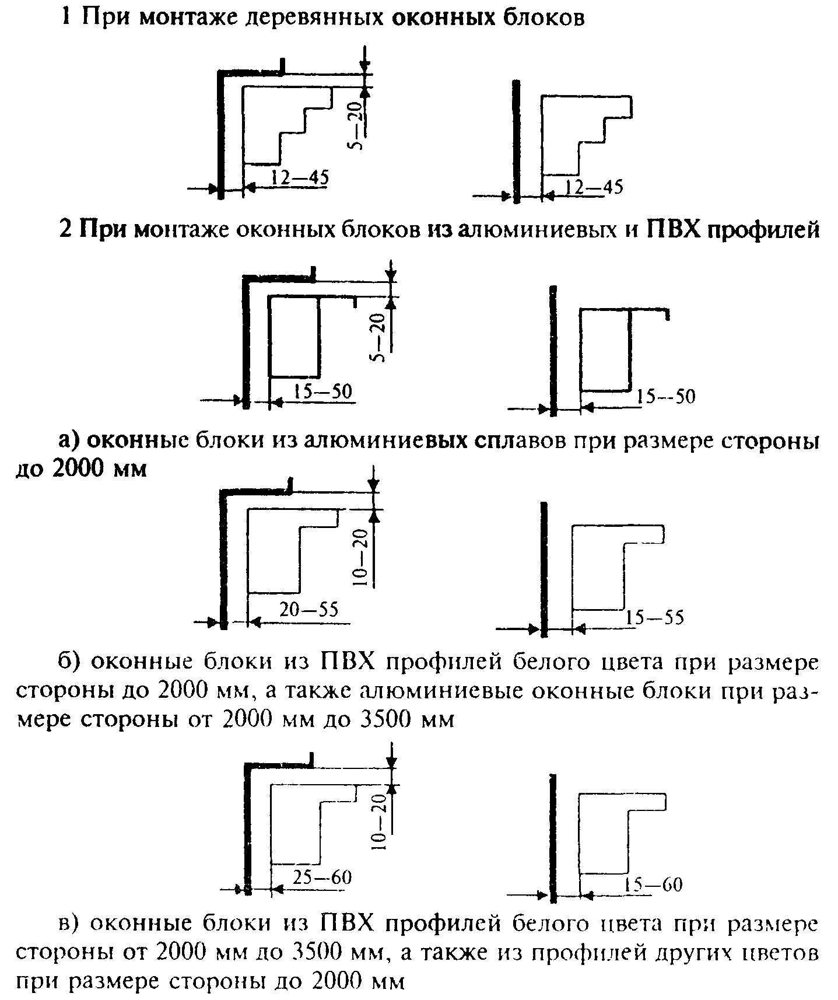 1 При монтаже деревянных оконных блоков
5—20
12—45
12—45
2 При монтаже оконных блоков из алюминиевых и ПВХ профилей
5—20
15—50
15—50
а) оконные блоки из алюминиевых сплавов при размере стороны
до 2000 мм
10—20
20—55
15—55
б) оконные блоки из ПВХ профилей белого цвета при размере
стороны до 2000 мм, а также алюминиевые оконные блоки при раз-
мере стороны от 2000 мм до 3500 мм
10—20
25—60
15—60
в) оконные блоки из ПВХ профилей белого цвета при размере
стороны от 2000 мм до 3500 мм, а также из профилей других цветов
при размере стороны до 2000 мм